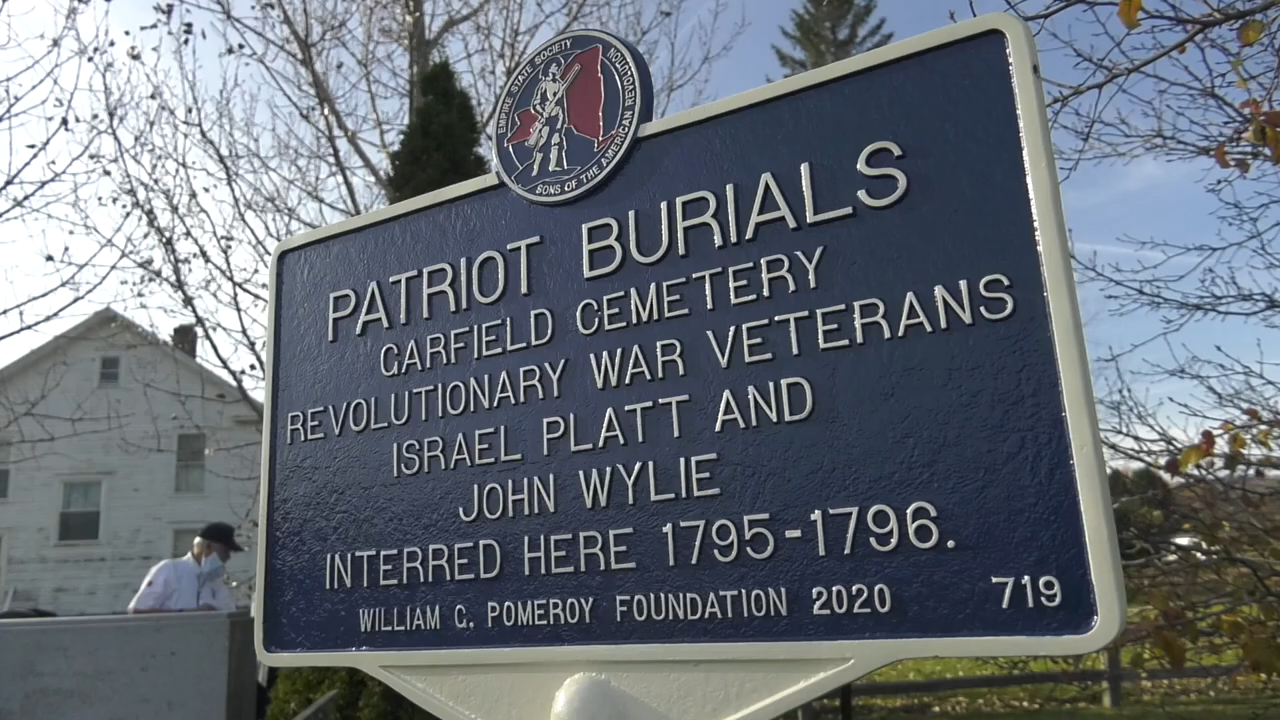 EMPIRE STATE SOCIETY
SONS OF THE AMERICAN REVOLUTION
PATRIOT BURIALS
GARFIELD CEMETERY
REVOLUTIONARY WAR VETERANS
ISRAEL PLATT AND
JOHN WYLIE
INTERRED HERE 1795-1796.
WILLIAM G. POMEROY FOUNDATION 2020
719